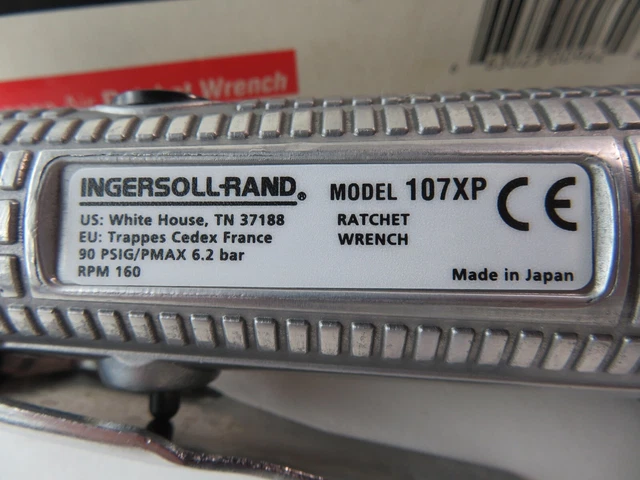 Wrench
INGERSOLL-RAND®
MODEL 107XP
CE
US: White House, TN 37188
RATCHET
EU: Trappes Cedex France
WRENCH
90 PSIG/PMAX 6.2 bar
RPM 160
Made in Japan